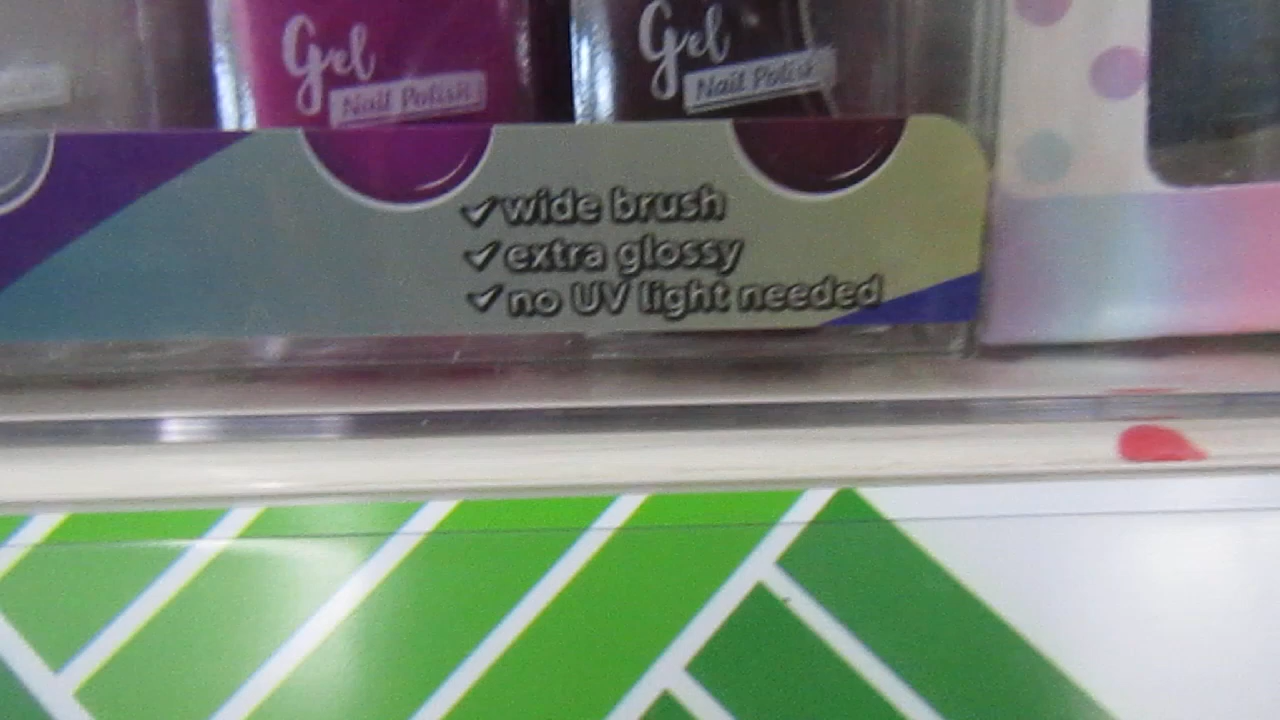 Gel
Nail Polish
Gel
Nail Polish
✓ wide brush
✓ extra glossy
✓ no UV light needed